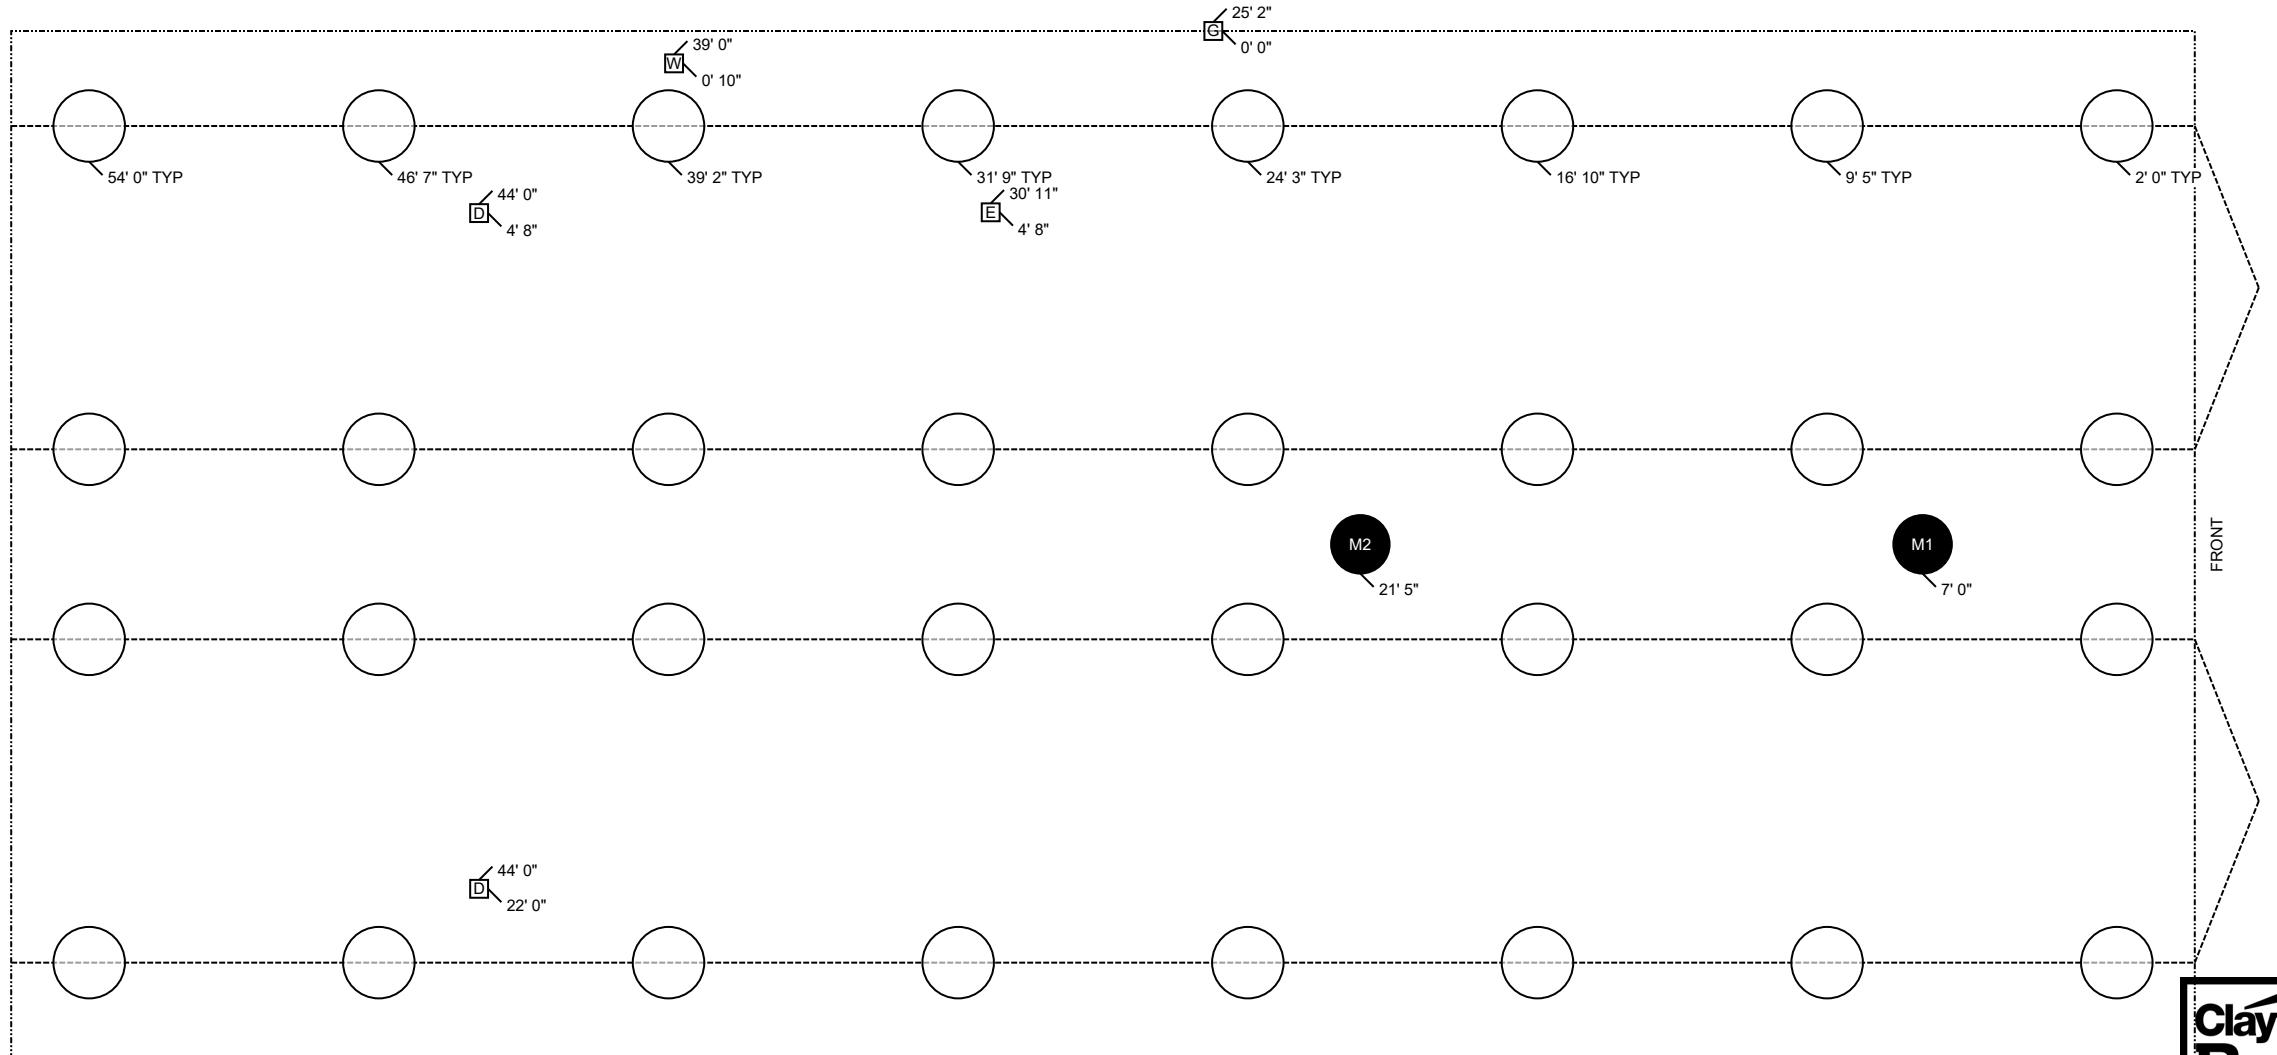 25' 2"
G
0' 0"
39' 0"
W
0' 10"
54' 0" TYP
46' 7" TYP
39' 2" TYP
31' 9" TYP
24' 3" TYP
16' 10" TYP
9' 5" TYP
2' 0" TYP
44' 0"
D
4' 8"
30' 11"
E
4' 8"
M2
21' 5"
M1
7' 0"
FRONT
44' 0"
D
22' 0"
Clay